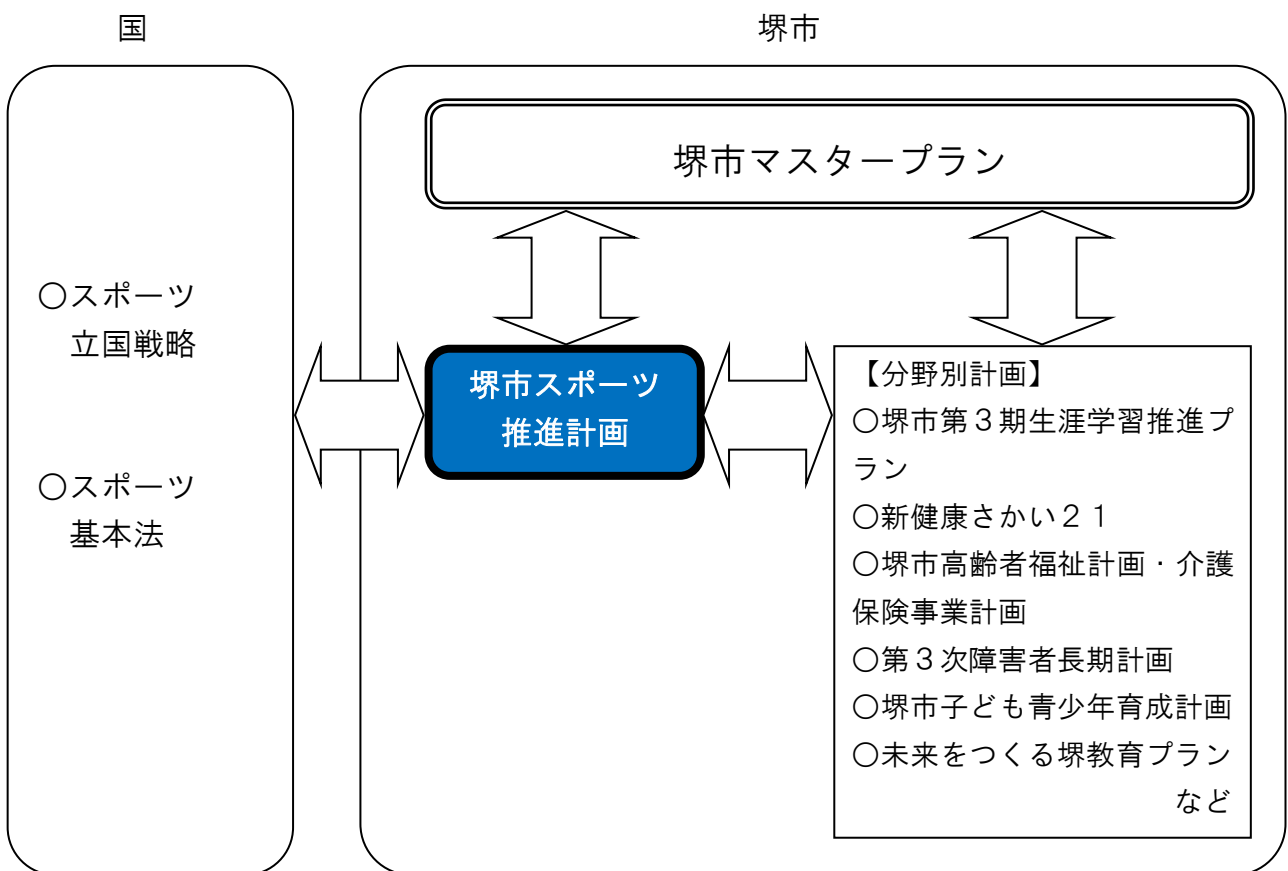 国
堺市
堺市マスタープラン
○スポーツ
立国戦略
○スポーツ
基本法
堺市スポーツ
推進計画
【分野別計画】
○堺市第３期生涯学習推進プ
ラン
○新健康さかい２１
○堺市高齢者福祉計画・介護
保険事業計画
○第３次障害者長期計画
○堺市子ども青少年育成計画
○未来をつくる堺教育プラン
など